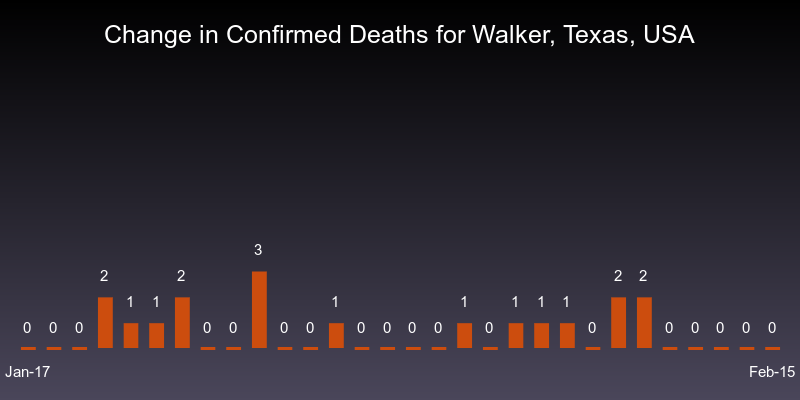 Change in Confirmed Deaths for Walker, Texas, USA
0 0 0 2 1 1 2 0 0 3 0 0 1 0 0 0 0 1 0 1 1 1 0 2 2 0 0 0 0 0
Jan-17 Feb-15